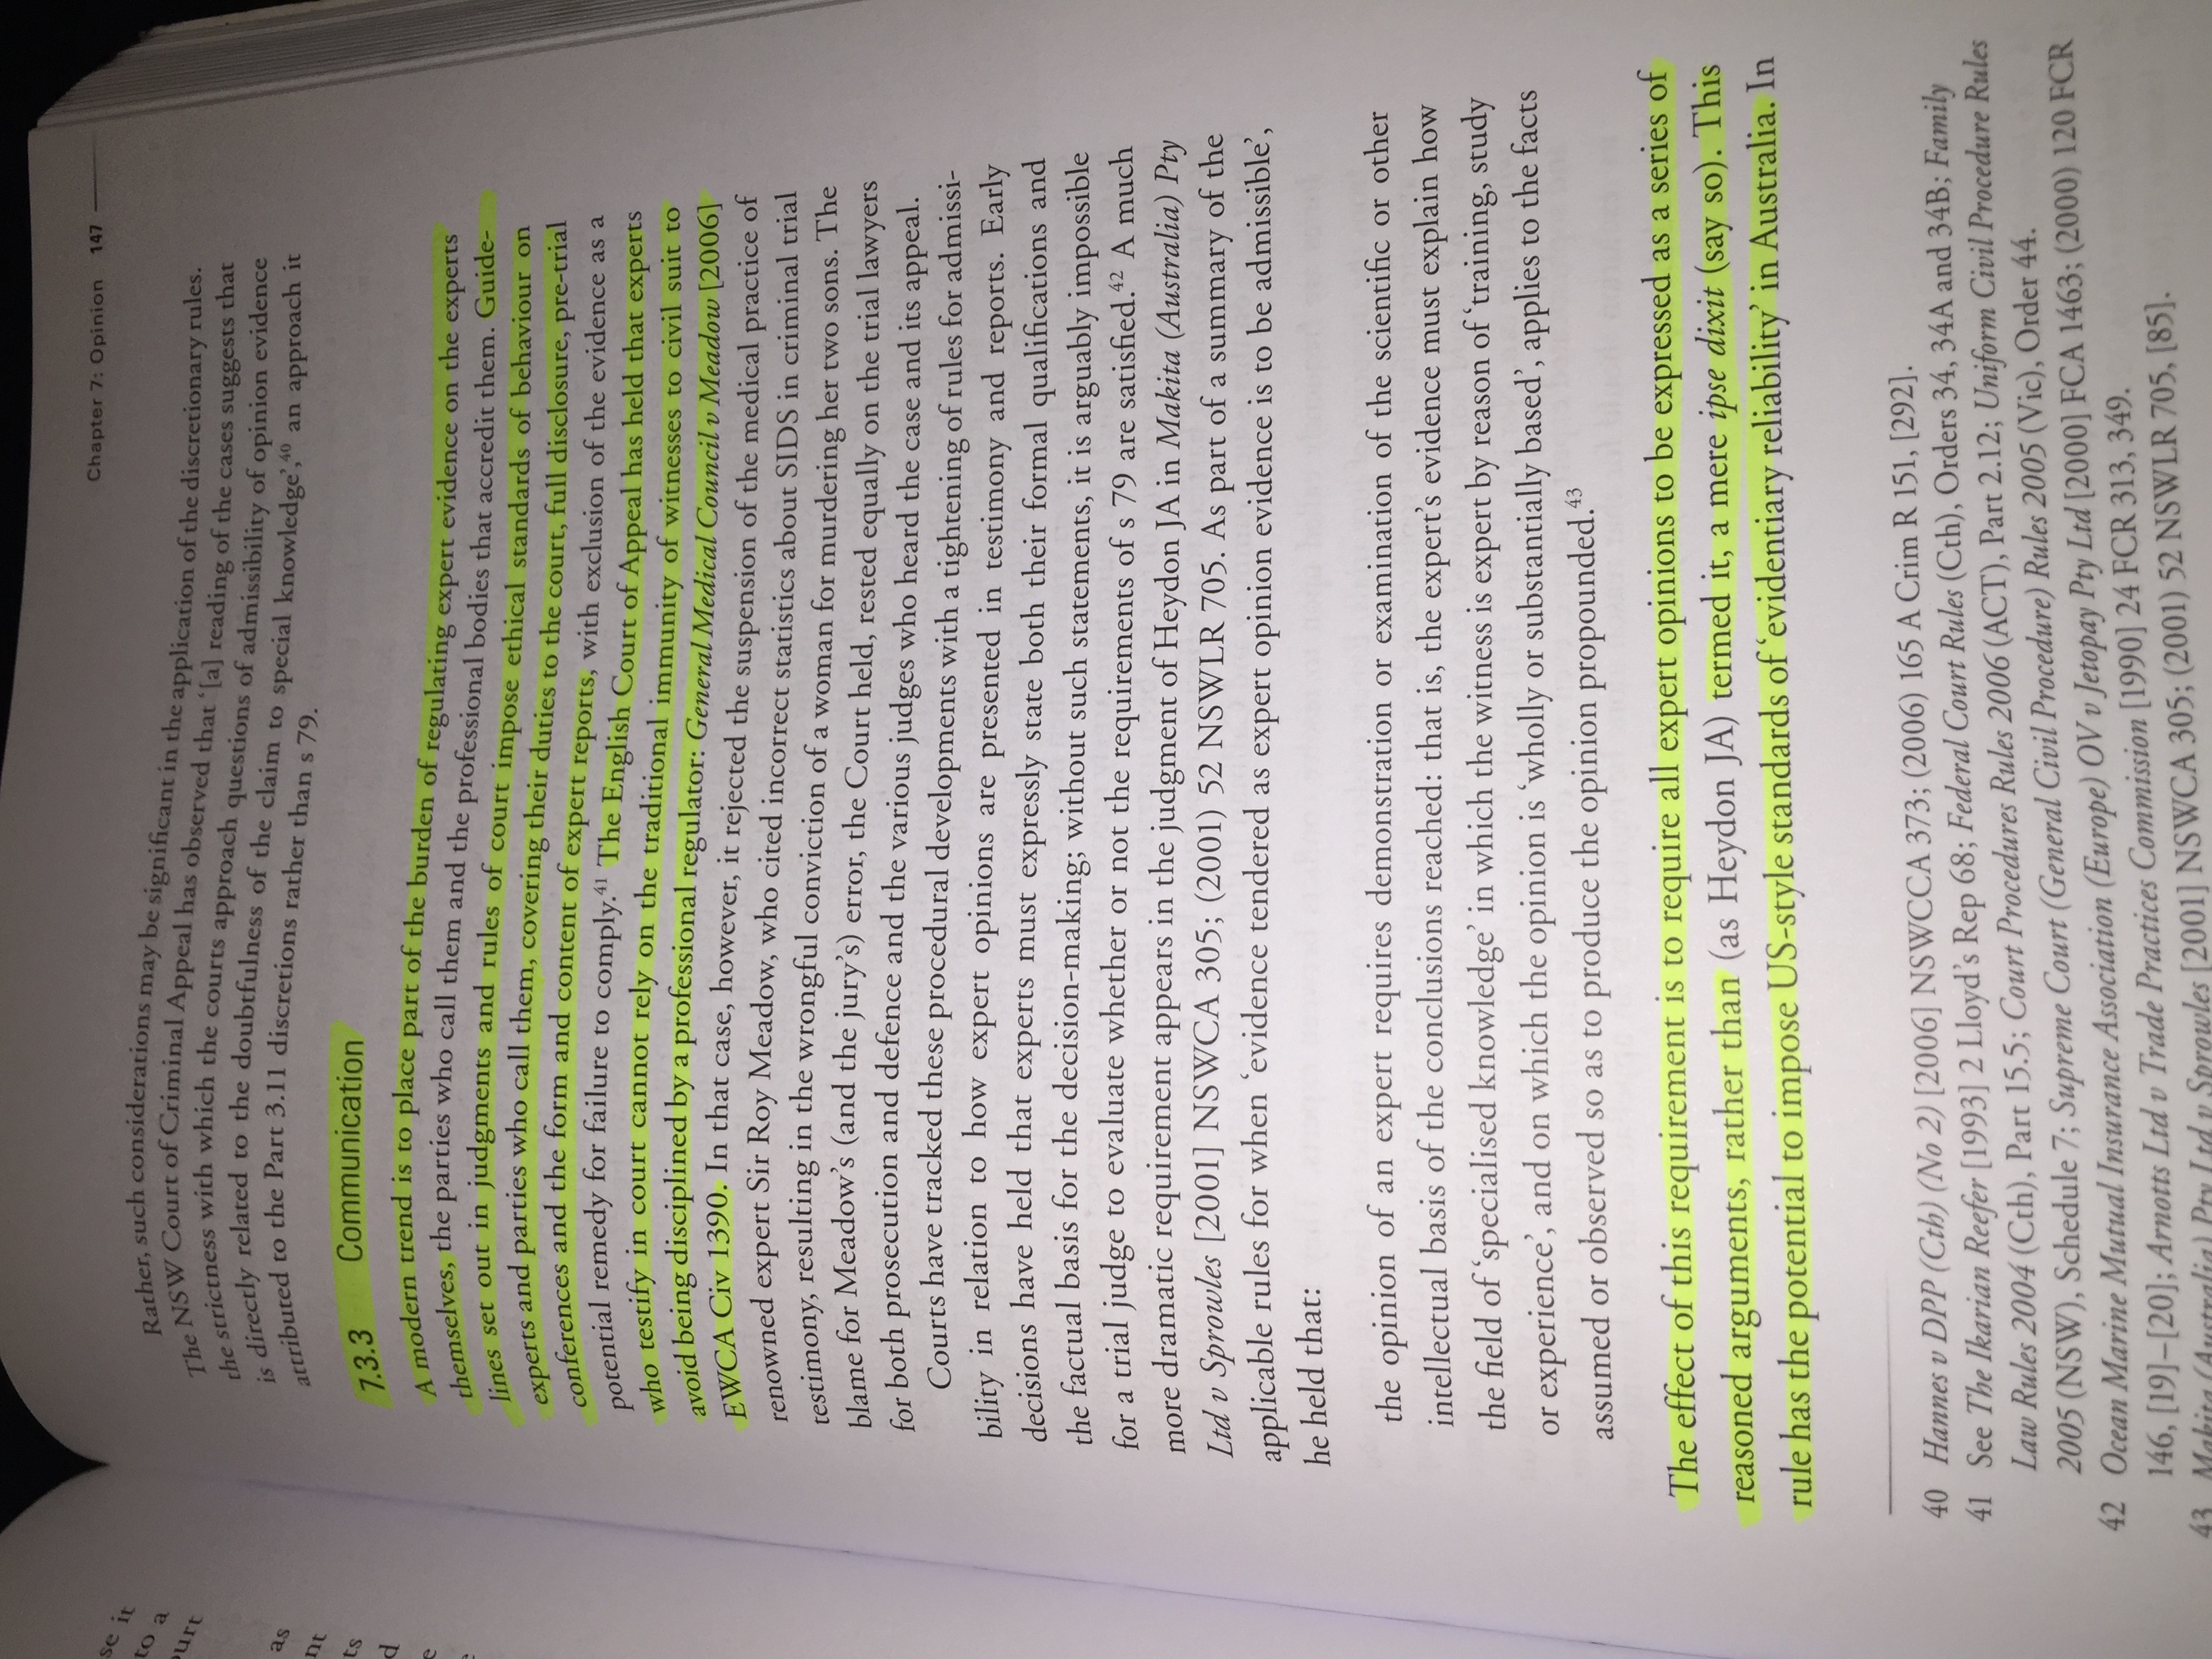 se it
to a
ourt
as
nt
ts
d
e
Chapter 7: Opinion 147
Rather, such considerations may be significant in the application of the discretionary rules.
The NSW Court of Criminal Appeal has observed that ‘[a] reading of the cases suggests that
the strictness with which the courts approach questions of admissibility of opinion evidence
is directly related to the doubtfulness of the claim to special knowledge’,40 an approach it
attributed to the Part 3.11 discretions rather than s 79.
7.3.3 Communication
A modern trend is to place part of the burden of regulating expert evidence on the experts
themselves, the parties who call them and the professional bodies that accredit them. Guide-
lines set out in judgments and rules of court impose ethical standards of behaviour on
experts and parties who call them, covering their duties to the court, full disclosure, pre-trial
conferences and the form and content of expert reports, with exclusion of the evidence as a
potential remedy for failure to comply.41 The English Court of Appeal has held that experts
who testify in court cannot rely on the traditional immunity of witnesses to civil suit to
avoid being disciplined by a professional regulator: General Medical Council v Meadow [2006]
EWCA Civ 1390. In that case, however, it rejected the suspension of the medical practice of
renowned expert Sir Roy Meadow, who cited incorrect statistics about SIDS in criminal trial
testimony, resulting in the wrongful conviction of a woman for murdering her two sons. The
blame for Meadow’s (and the jury’s) error, the Court held, rested equally on the trial lawyers
for both prosecution and defence and the various judges who heard the case and its appeal.
Courts have tracked these procedural developments with a tightening of rules for admissi-
bility in relation to how expert opinions are presented in testimony and reports. Early
decisions have held that experts must expressly state both their formal qualifications and
the factual basis for the decision-making; without such statements, it is arguably impossible
for a trial judge to evaluate whether or not the requirements of s 79 are satisfied.42 A much
more dramatic requirement appears in the judgment of Heydon JA in Makita (Australia) Pty
Ltd v Sprowles [2001] NSWCA 305; (2001) 52 NSWLR 705. As part of a summary of the
applicable rules for when ‘evidence tendered as expert opinion evidence is to be admissible’,
he held that:
the opinion of an expert requires demonstration or examination of the scientific or other
intellectual basis of the conclusions reached: that is, the expert’s evidence must explain how
the field of ‘specialised knowledge’ in which the witness is expert by reason of ‘training, study
or experience’, and on which the opinion is ‘wholly or substantially based’, applies to the facts
assumed or observed so as to produce the opinion propounded.43
The effect of this requirement is to require all expert opinions to be expressed as a series of
reasoned arguments, rather than (as Heydon JA) termed it, a mere ipse dixit (say so). This
rule has the potential to impose US-style standards of ‘evidentiary reliability’ in Australia. In
40 Hannes v DPP (Cth) (No 2) [2006] NSWCCA 373; (2006) 165 A Crim R 151, [292].
41 See The Ikarian Reefer [1993] 2 Lloyd’s Rep 68; Federal Court Rules (Cth), Orders 34, 34A and 34B; Family
Law Rules 2004 (Cth), Part 15.5; Court Procedures Rules 2006 (ACT), Part 2.12; Uniform Civil Procedure Rules
2005 (NSW), Schedule 7; Supreme Court (General Civil Procedure) Rules 2005 (Vic), Order 44.
42 Ocean Marine Mutual Insurance Association (Europe) OV v Jetopay Pty Ltd [2000] FCA 1463; (2000) 120 FCR
146, [19]–[20]; Arnotts Ltd v Trade Practices Commission [1990] 24 FCR 313, 349.
43 Makita (Australia) Pty Ltd v Sprowles [2001] NSWCA 305; (2001) 52 NSWLR 705, [85].